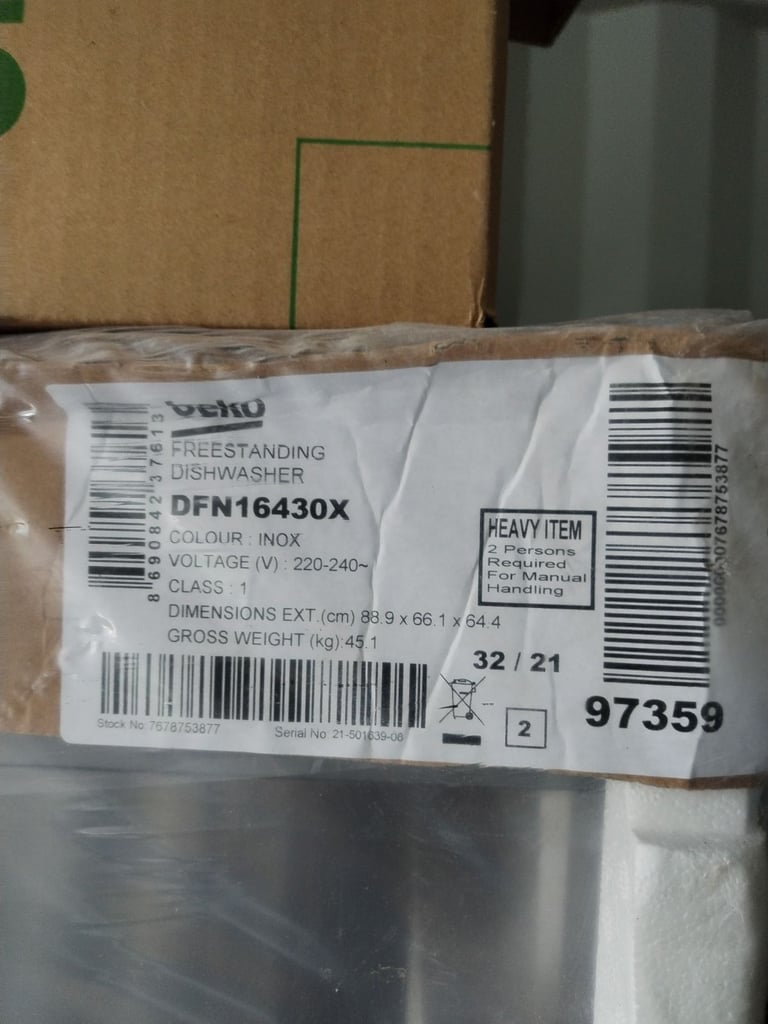 beko
FREESTANDING
DISHWASHER
DFN16430X
COLOUR : INOX
VOLTAGE (V) : 220-240~
CLASS : 1
DIMENSIONS EXT.(cm) 88.9 x 66.1 x 64.4
GROSS WEIGHT (kg):45.1
869084237613
Stock No: 7678753877
Serial No: 21-501639-08
HEAVY ITEM
2 Persons
Required
For Manual
Handling
32 / 21
2
97359